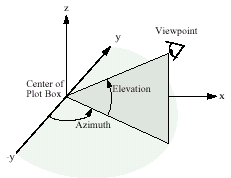 z
Viewpoint
y
Center of
Plot Box
Elevation
x
Azimuth
-y